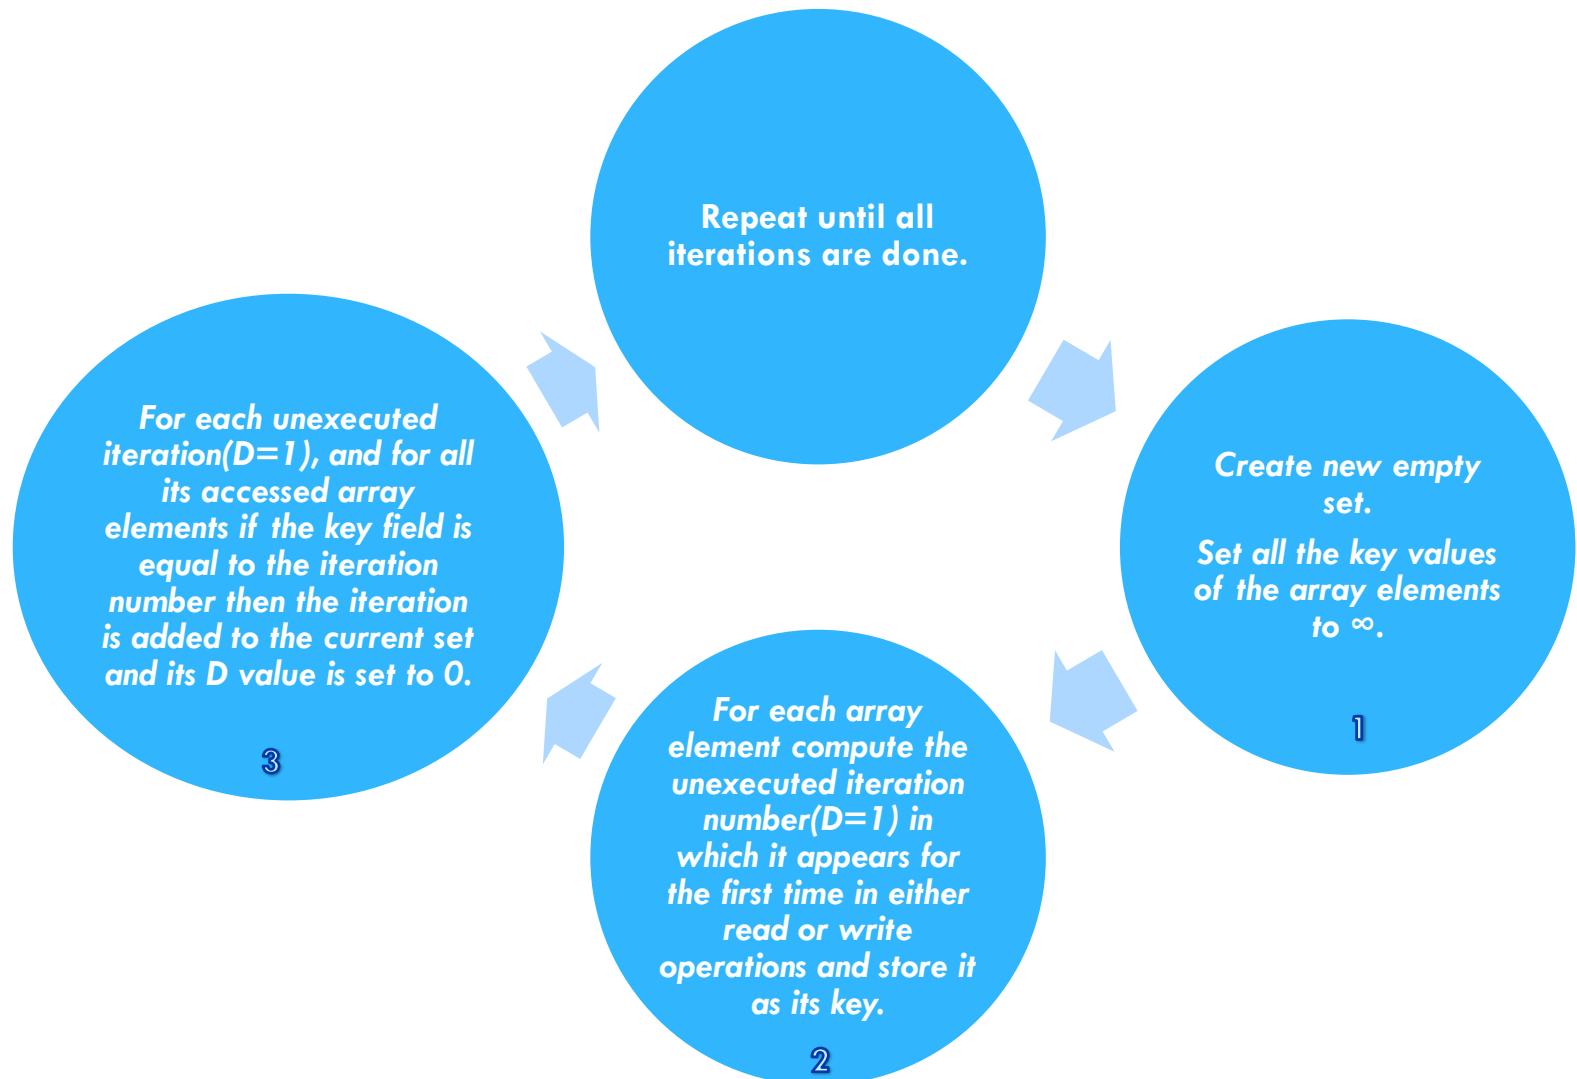 Repeat until all
iterations are done.
Create new empty
set.
Set all the key values
of the array elements
to ∞.
1
For each array
element compute the
unexecuted iteration
number(D=1) in
which it appears for
the first time in either
read or write
operations and store it
as its key.
2
For each unexecuted
iteration(D=1), and for all
its accessed array
elements if the key field is
equal to the iteration
number then the iteration
is added to the current set
and its D value is set to 0.
3